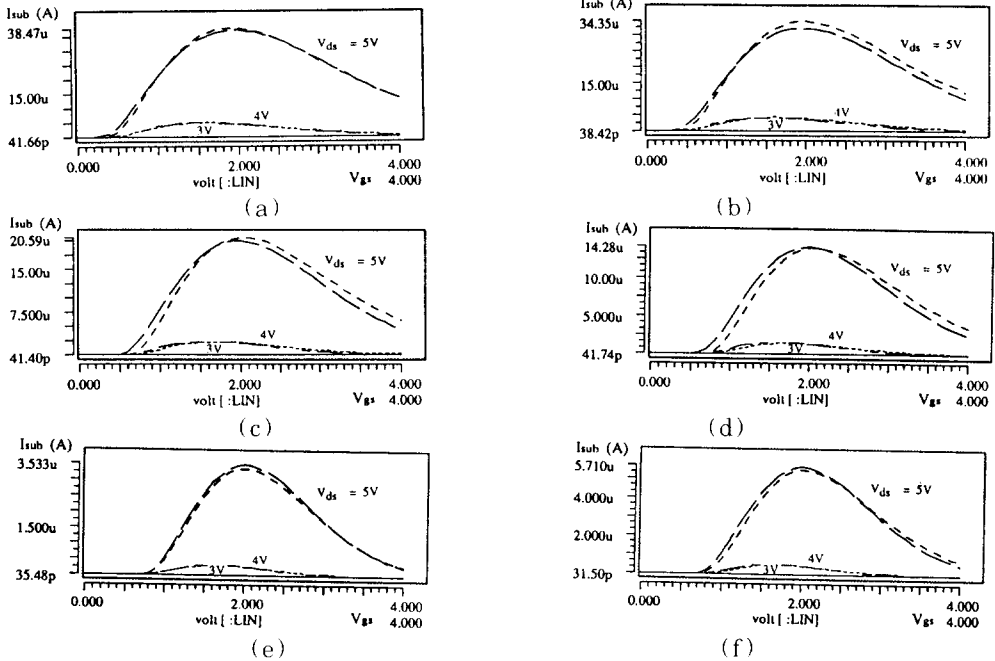 Isub (A)
38.47u
Vds = 5V
15.00u
4V
3V
41.66p
0.000
2.000
4.000
volt [ :LIN]
Vgs
4.000
(a)
Isub (A)
34.35u
Vds = 5V
15.00u
4V
3V
38.42p
0.000
2.000
4.000
volt [ :LIN]
Vgs
4.000
(b)
Isub (A)
20.59u
Vds = 5V
15.00u
7.500u
4V
3V
41.40p
0.000
2.000
4.000
volt [ :LIN]
Vgs
4.000
(c)
Isub (A)
14.28u
Vds = 5V
10.00u
5.000u
4V
3V
41.74p
0.000
2.000
4.000
volt [ :LIN]
Vgs
4.000
(d)
Isub (A)
3.533u
Vds = 5V
1.500u
4V
3V
35.48p
0.000
2.000
4.000
volt [ :LIN]
Vgs
4.000
(e)
Isub (A)
5.710u
Vds = 5V
4.000u
2.000u
4V
3V
31.50p
0.000
2.000
4.000
volt [ :LIN]
Vgs
4.000
(f)